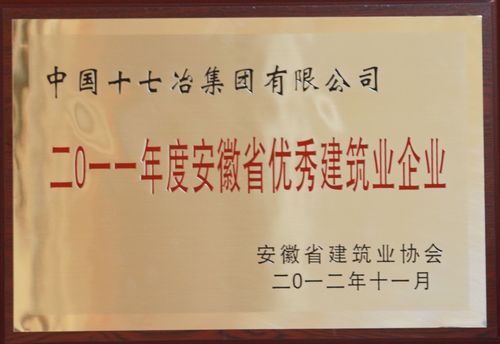 中国十七冶集团有限公司
二0一一年度安徽省优秀建筑业企业
安徽省建筑业协会
二0一二年十一月